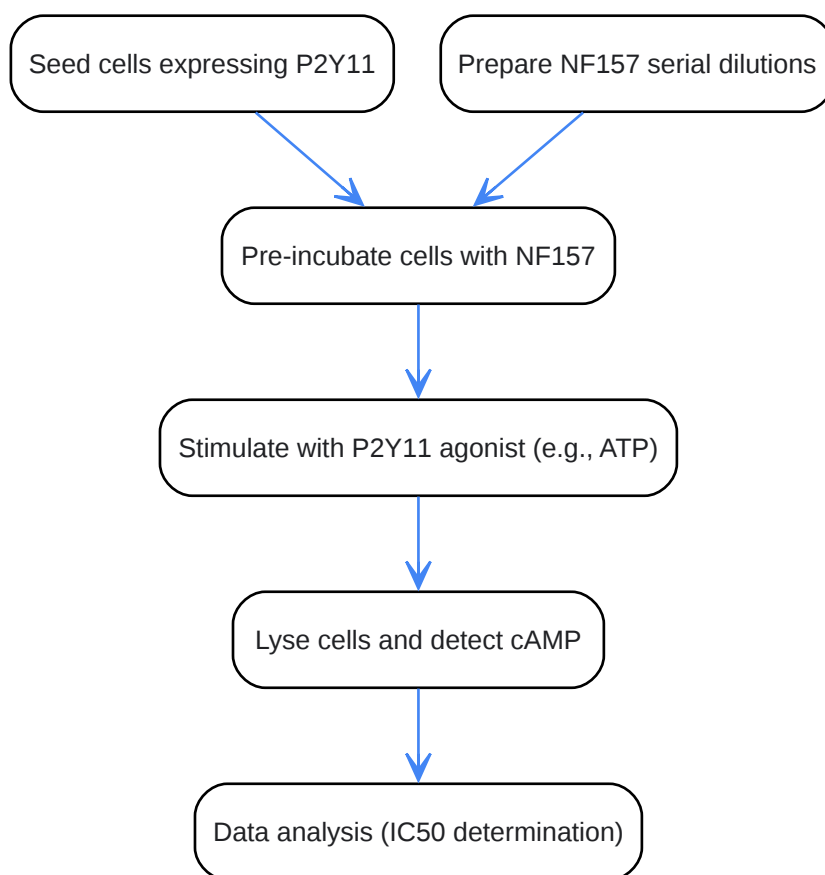 Seed cells expressing P2Y11
Prepare NF157 serial dilutions
Pre-incubate cells with NF157
Stimulate with P2Y11 agonist (e.g., ATP)
Lyse cells and detect cAMP
Data analysis (IC50 determination)